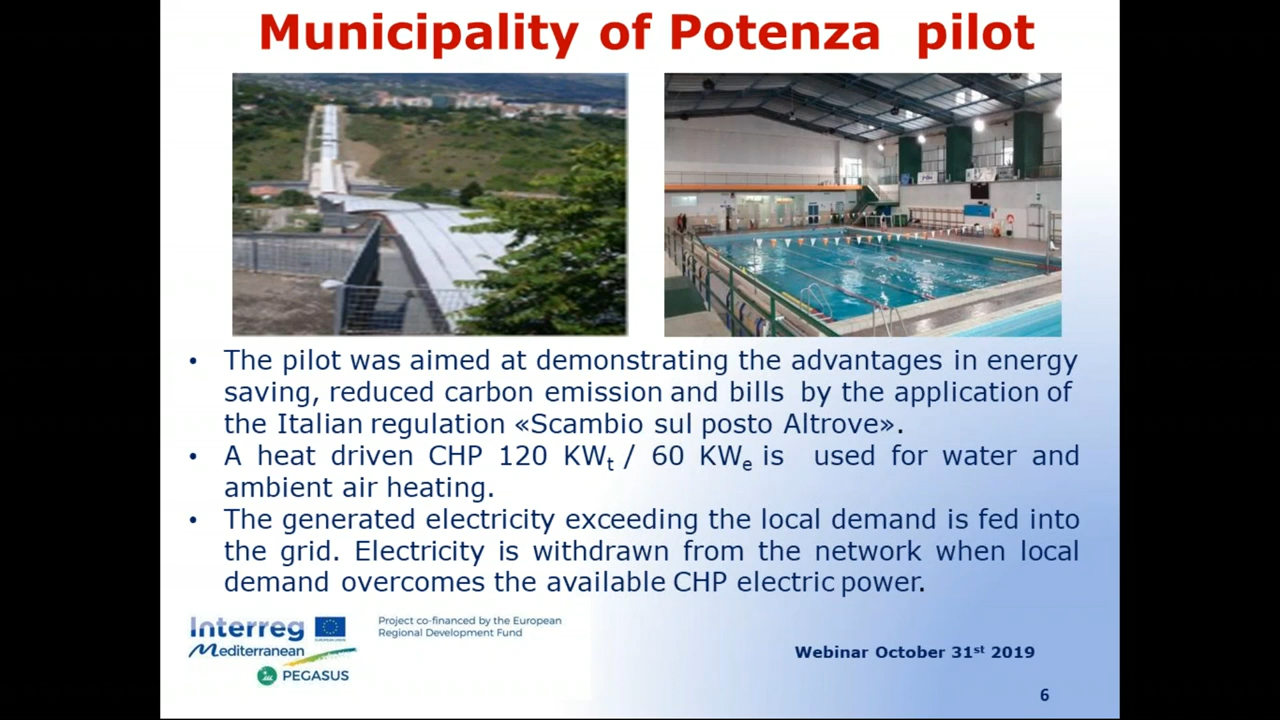 Municipality of Potenza pilot
• The pilot was aimed at demonstrating the advantages in energy
saving, reduced carbon emission and bills by the application of
the Italian regulation «Scambio sul posto Altrove».
• A heat driven CHP 120 KWt / 60 KWe is used for water and
ambient air heating.
• The generated electricity exceeding the local demand is fed into
the grid. Electricity is withdrawn from the network when local
demand overcomes the available CHP electric power.
Interreg
Mediterranean
PEGASUS
Project co-financed by the European
Regional Development Fund
Webinar October 31st 2019
6